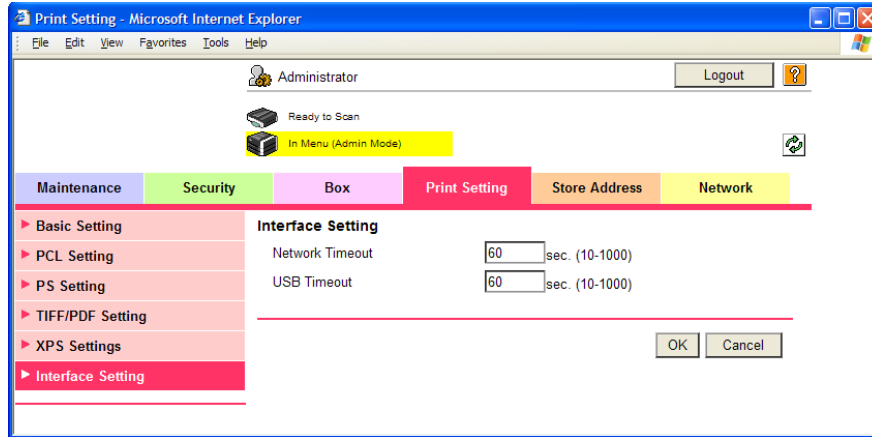 Print Setting - Microsoft Internet Explorer
File Edit View Favorites Tools Help
Administrator Logout ?
Ready to Scan
In Menu (Admin Mode)
Maintenance Security Box Print Setting Store Address Network
Basic Setting
PCL Setting
PS Setting
TIFF/PDF Setting
XPS Settings
Interface Setting
Interface Setting
Network Timeout 60 sec. (10-1000)
USB Timeout 60 sec. (10-1000)
OK Cancel